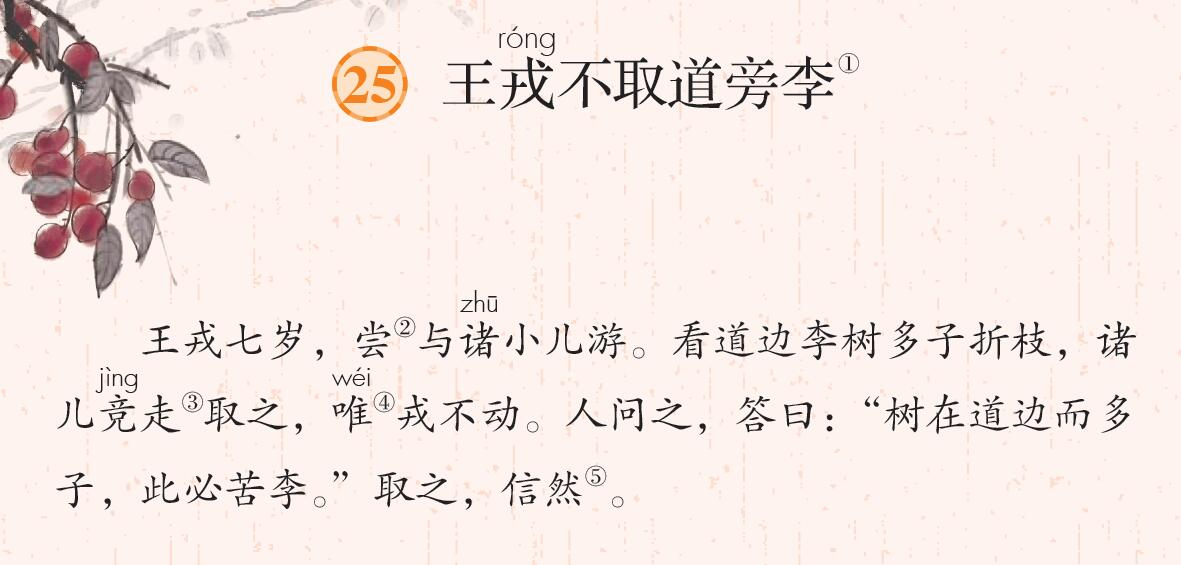 róng
25 王戎不取道旁李①
zhū
王戎七岁，尝②与诸小儿游。看道边李树多子折枝，诸
jìng wéi
儿竞走③取之，唯④戎不动。人问之，答曰：“树在道边而多
子，此必苦李。”取之，信然⑤。